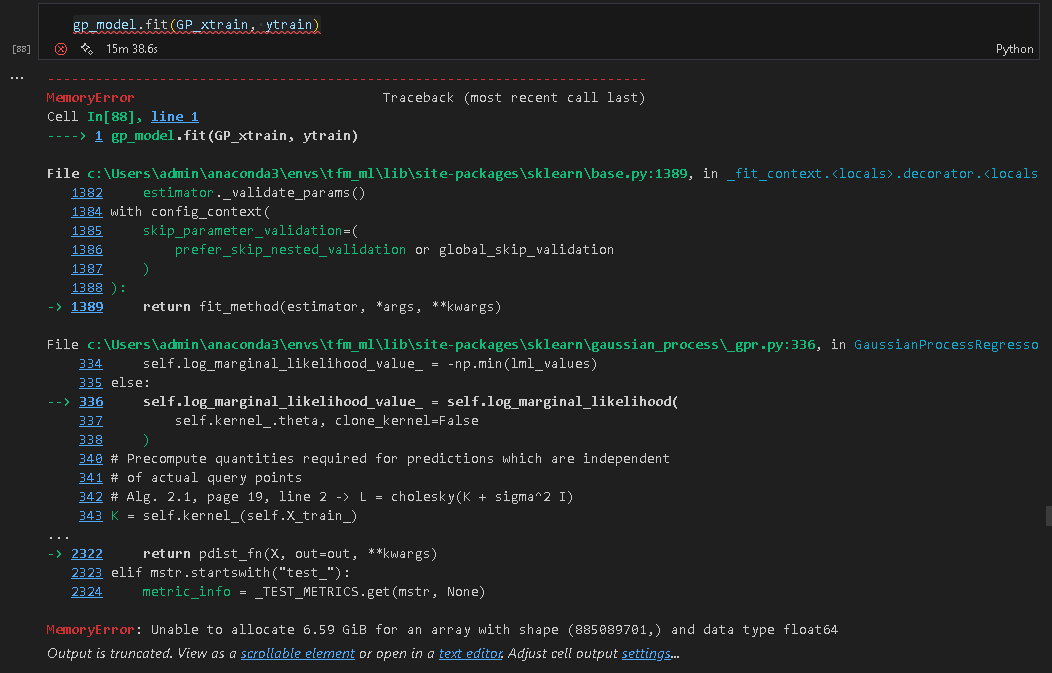 gp_model.fit(GP_xtrain, ytrain)
[88]
15m 38.6s
Python
...
---------------------------------------------------------------------------
MemoryError                               Traceback (most recent call last)
Cell In[88], line 1
----> 1 gp_model.fit(GP_xtrain, ytrain)
File c:\Users\admin\anaconda3\envs\tfm_ml\lib\site-packages\sklearn\base.py:1389, in _fit_context.<locals>.decorator.<locals
1382     estimator._validate_params()
1384 with config_context(
1385     skip_parameter_validation=(
1386         prefer_skip_nested_validation or global_skip_validation
1387     )
1388 ):
-> 1389     return fit_method(estimator, *args, **kwargs)
File c:\Users\admin\anaconda3\envs\tfm_ml\lib\site-packages\sklearn\gaussian_process\_gpr.py:336, in GaussianProcessRegresso
334     self.log_marginal_likelihood_value_ = -np.min(lml_values)
335 else:
--> 336     self.log_marginal_likelihood_value_ = self.log_marginal_likelihood(
337         self.kernel_.theta, clone_kernel=False
338     )
340 # Precompute quantities required for predictions which are independent
341 # of actual query points
342 # Alg. 2.1, page 19, line 2 -> L = cholesky(K + sigma^2 I)
343 K = self.kernel_(self.X_train_)
...
-> 2322     return pdist_fn(X, out=out, **kwargs)
2323 elif mstr.startswith("test_"):
2324     metric_info = _TEST_METRICS.get(mstr, None)
MemoryError: Unable to allocate 6.59 GiB for an array with shape (885089701,) and data type float64
Output is truncated. View as a scrollable element or open in a text editor. Adjust cell output settings...